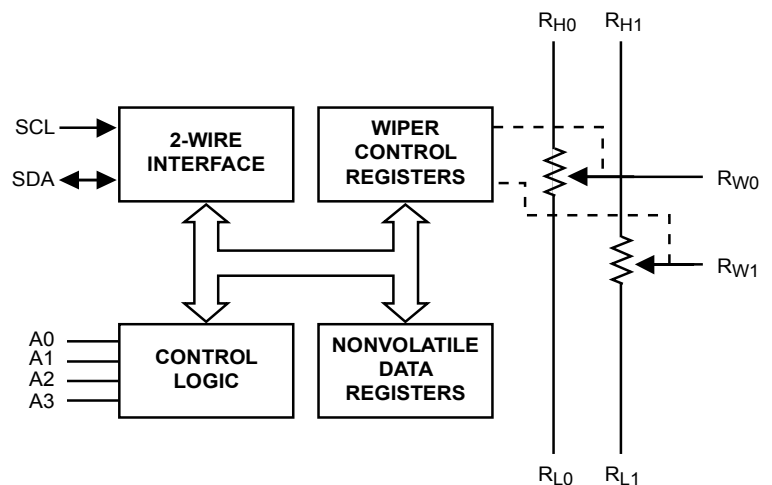 RH0
RH1
SCL
SDA
2-WIRE
INTERFACE
WIPER
CONTROL
REGISTERS
RW0
RW1
A0
A1
A2
A3
CONTROL
LOGIC
NONVOLATILE
DATA
REGISTERS
RL0
RL1